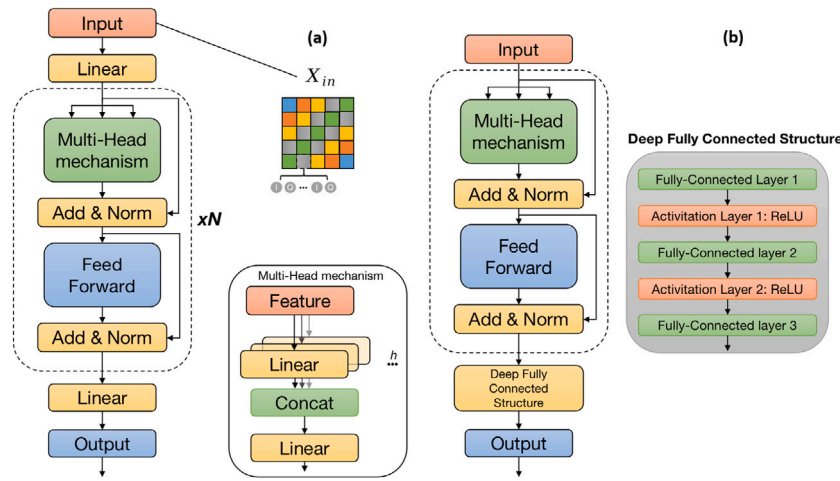 Input
Linear
Multi-Head
mechanism
Add & Norm
Feed
Forward
Add & Norm
xN
Linear
Output
(a)
X_in
I Q ... I Q
Multi-Head mechanism
Feature
Linear
h
...
Concat
Linear
Input
Multi-Head
mechanism
Add & Norm
Feed
Forward
Add & Norm
Deep Fully
Connected
Structure
Output
(b)
Deep Fully Connected Structure
Fully-Connected Layer 1
Activitation Layer 1: ReLU
Fully-Connected layer 2
Activitation Layer 2: ReLU
Fully-Connected layer 3